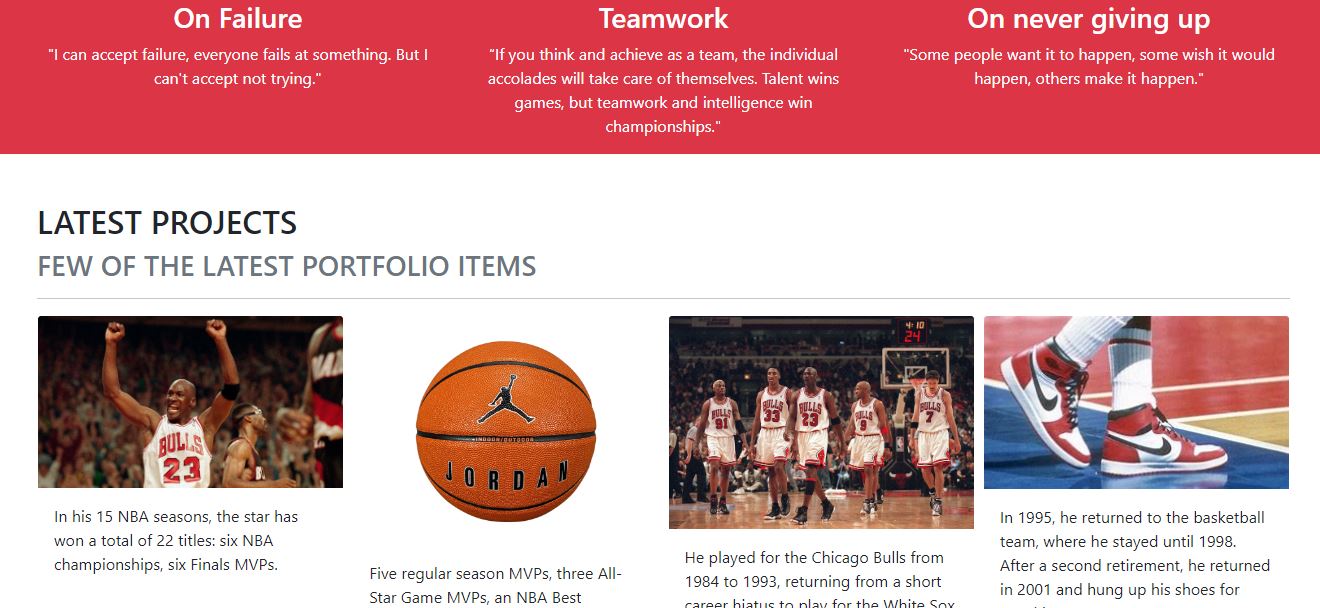 On Failure
"I can accept failure, everyone fails at something. But I
can't accept not trying."
Teamwork
"If you think and achieve as a team, the individual
accolades will take care of themselves. Talent wins
games, but teamwork and intelligence win
championships."
On never giving up
"Some people want it to happen, some wish it would
happen, others make it happen."
LATEST PROJECTS
FEW OF THE LATEST PORTFOLIO ITEMS
BULLS
23
In his 15 NBA seasons, the star has
won a total of 22 titles: six NBA
championships, six Finals MVPs.
INDOOR/OUTDOOR
JORDAN
Five regular season MVPs, three All-
Star Game MVPs, an NBA Best
4:10
24
BULLS
91
BULLS
33
BULLS
23
BULLS
9
BULLS
7
He played for the Chicago Bulls from
1984 to 1993, returning from a short
career hiatus to play for the White Sox
In 1995, he returned to the basketball
team, where he stayed until 1998.
After a second retirement, he returned
in 2001 and hung up his shoes for